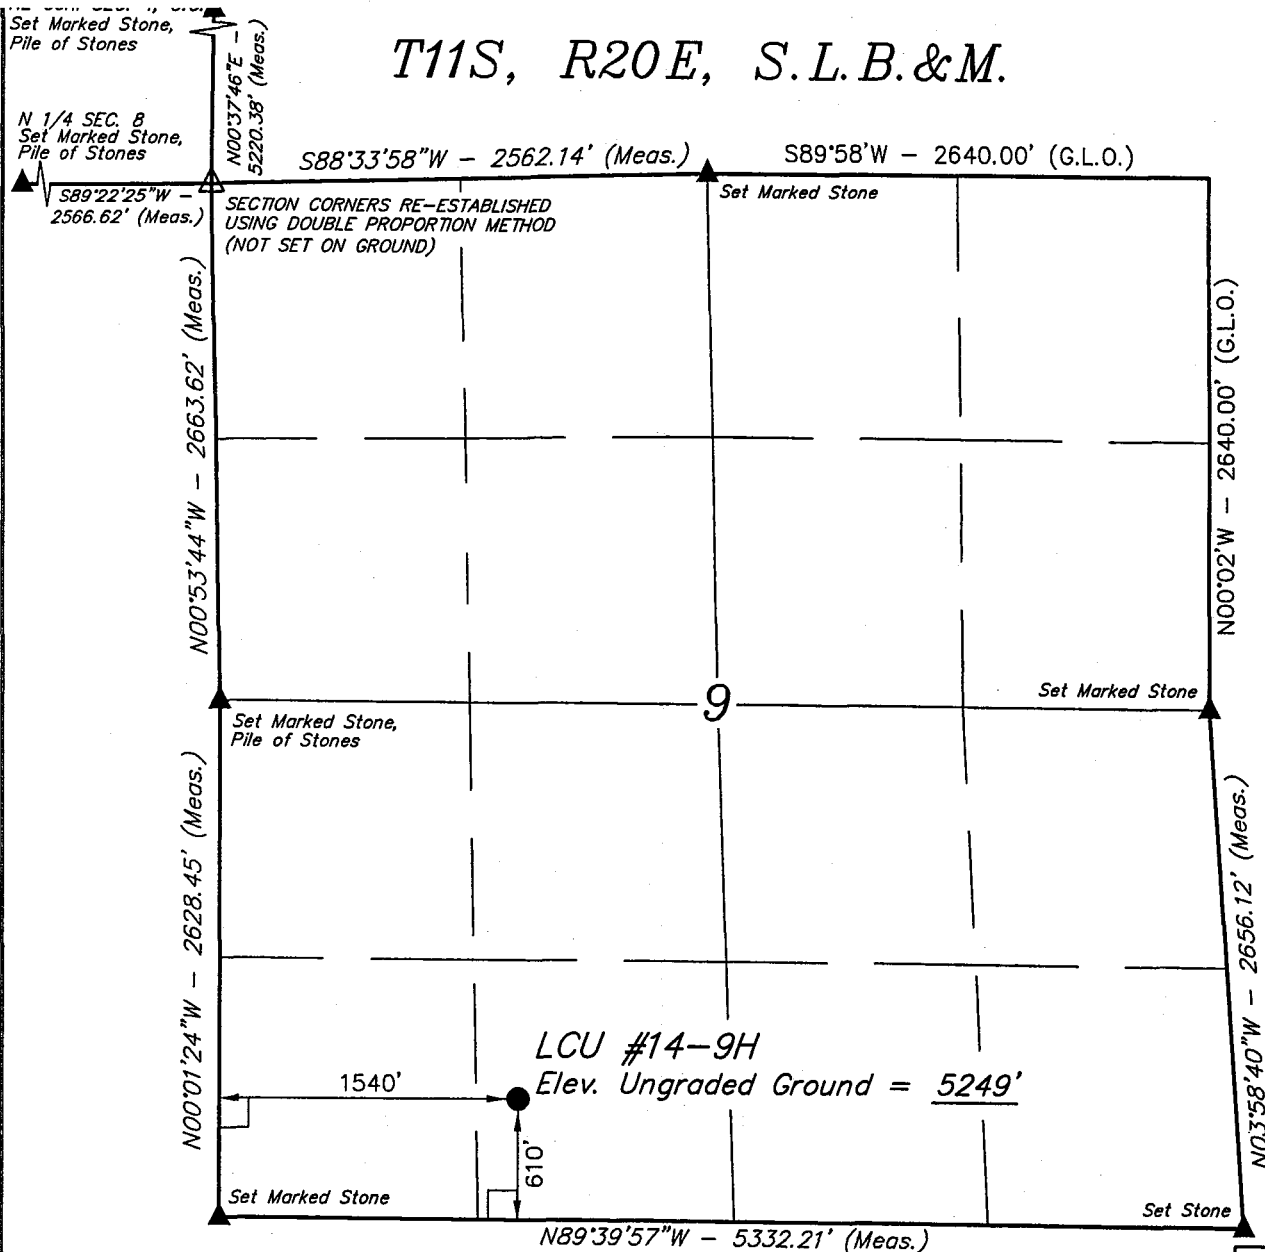 Set Marked Stone,
Pile of Stones
N00°37'46"E -
5220.38' (Meas.)
T11S, R20E, S.L.B.&M.
N 1/4 SEC. 8
Set Marked Stone,
Pile of Stones
S88°33'58"W - 2562.14' (Meas.)
S89°58'W - 2640.00' (G.L.O.)
S89°22'25"W -
2566.62' (Meas.)
SECTION CORNERS RE-ESTABLISHED
USING DOUBLE PROPORTION METHOD
(NOT SET ON GROUND)
Set Marked Stone
N00°53'44"W - 2663.62' (Meas.)
N00°02'W - 2640.00' (G.L.O.)
9
Set Marked Stone
Set Marked Stone,
Pile of Stones
N00°01'24"W - 2628.45' (Meas.)
N03°58'40"W - 2656.12' (Meas.)
LCU #14-9H
Elev. Ungraded Ground = 5249'
1540'
610'
Set Marked Stone
Set Stone
N89°39'57"W - 5332.21' (Meas.)